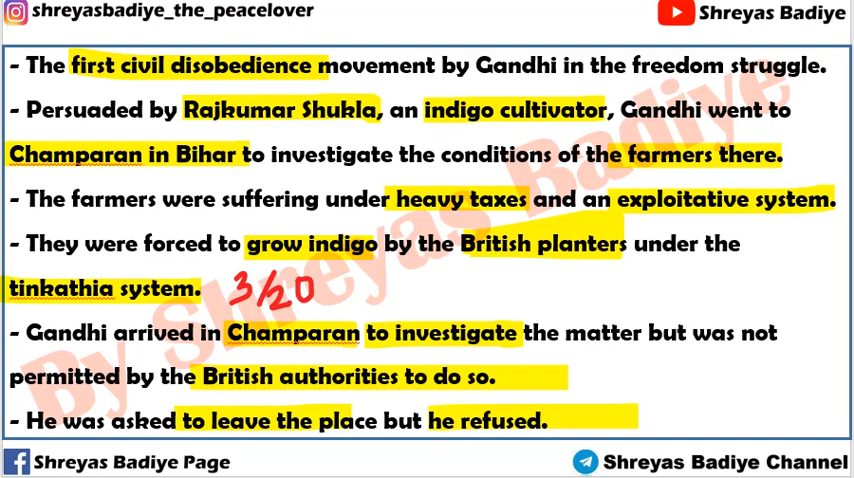 shreyasbadiye_the_peacelover
Shreyas Badiye
- The first civil disobedience movement by Gandhi in the freedom struggle.
- Persuaded by Rajkumar Shukla, an indigo cultivator, Gandhi went to
Champaran in Bihar to investigate the conditions of the farmers there.
- The farmers were suffering under heavy taxes and an exploitative system.
- They were forced to grow indigo by the British planters under the
tinkathia system. 3/20
- Gandhi arrived in Champaran to investigate the matter but was not
permitted by the British authorities to do so.
- He was asked to leave the place but he refused.
By Shreyas Badiye
Shreyas Badiye Page
Shreyas Badiye Channel